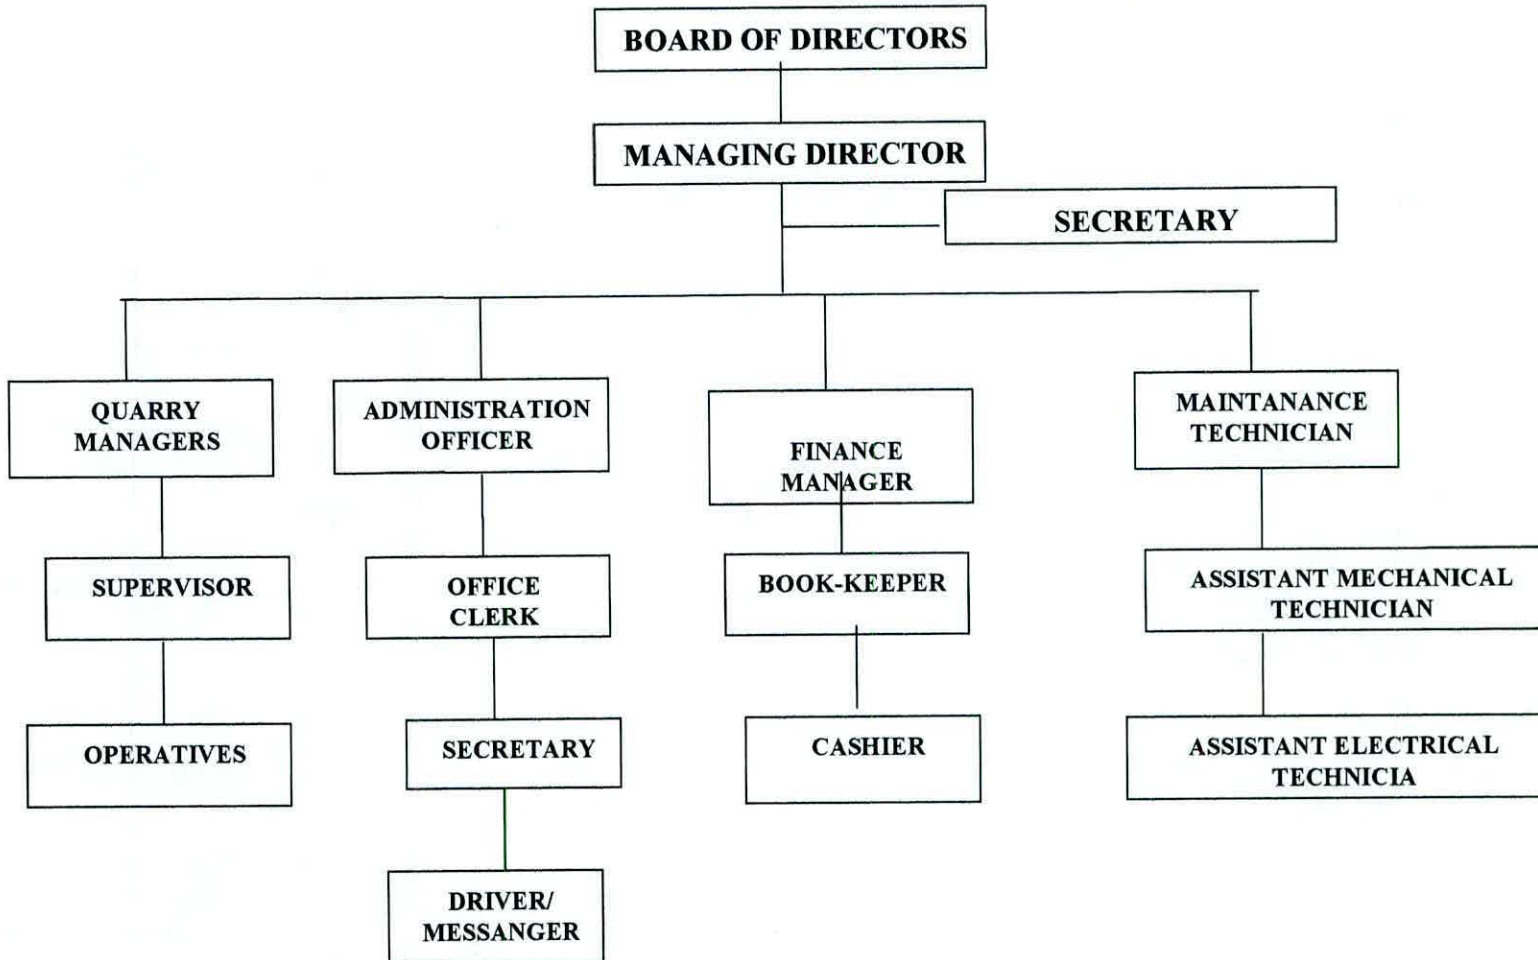 BOARD OF DIRECTORS
MANAGING DIRECTOR
SECRETARY
QUARRY
MANAGERS
ADMINISTRATION
OFFICER
FINANCE
MANAGER
MAINTANANCE
TECHNICIAN
SUPERVISOR
OFFICE
CLERK
BOOK-KEEPER
ASSISTANT MECHANICAL
TECHNICIAN
OPERATIVES
SECRETARY
CASHIER
ASSISTANT ELECTRICAL
TECHNICIA
DRIVER/
MESSANGER